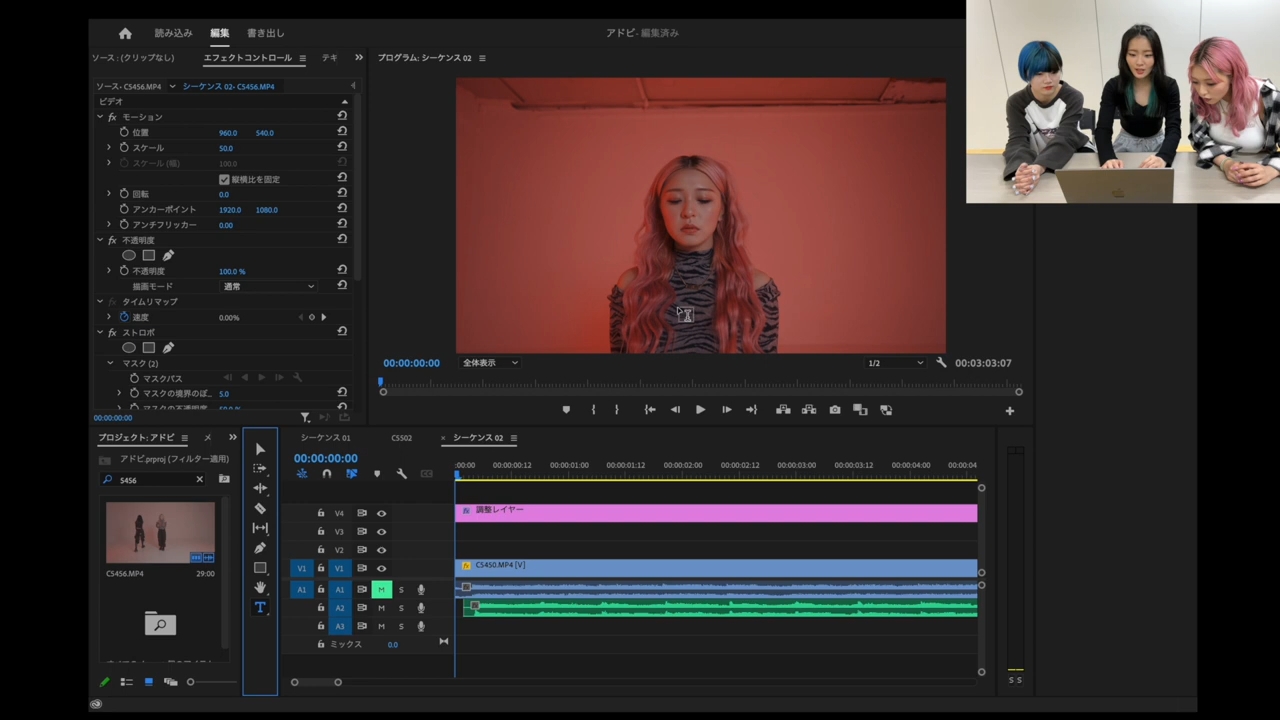 読み込み 編集 書き出し アドビ - 編集済み
ソース : (クリップなし) エフェクトコントロール テキ プログラム: シーケンス 02
ソース・C5456.MP4 シーケンス 02・C5456.MP4
ビデオ
fx モーション
位置 960.0 540.0
スケール 50.0
スケール (幅) 100.0
縦横比を固定
回転 0.0
アンカーポイント 1920.0 1080.0
アンチフリッカー 0.00
fx 不透明度
不透明度 100.0 %
描画モード 通常
fx タイムリマップ
速度 0.00%
fx ストロボ
マスク (2)
マスクパス
マスクの境界のぼ... 5.0
00:00:00:00
00:00:00:00 全体表示 1/2 00:03:03:07
プロジェクト: アドビ
アドビ.prproj (フィルター適用)
5456
C5456.MP4 29:00
シーケンス 01 C5502 × シーケンス 02
00:00:00:00
:00:00 00:00:00:12 00:00:01:00 00:00:01:12 00:00:02:00 00:00:02:12 00:00:03:00 00:00:03:12 00:00:04:00 00:00:04
V4 fx 調整レイヤー
V3
V2
V1 V1 fx C5450.MP4 [V]
A1 A1 M S
A2 M S
A3 M S
ミックス 0.0
S S